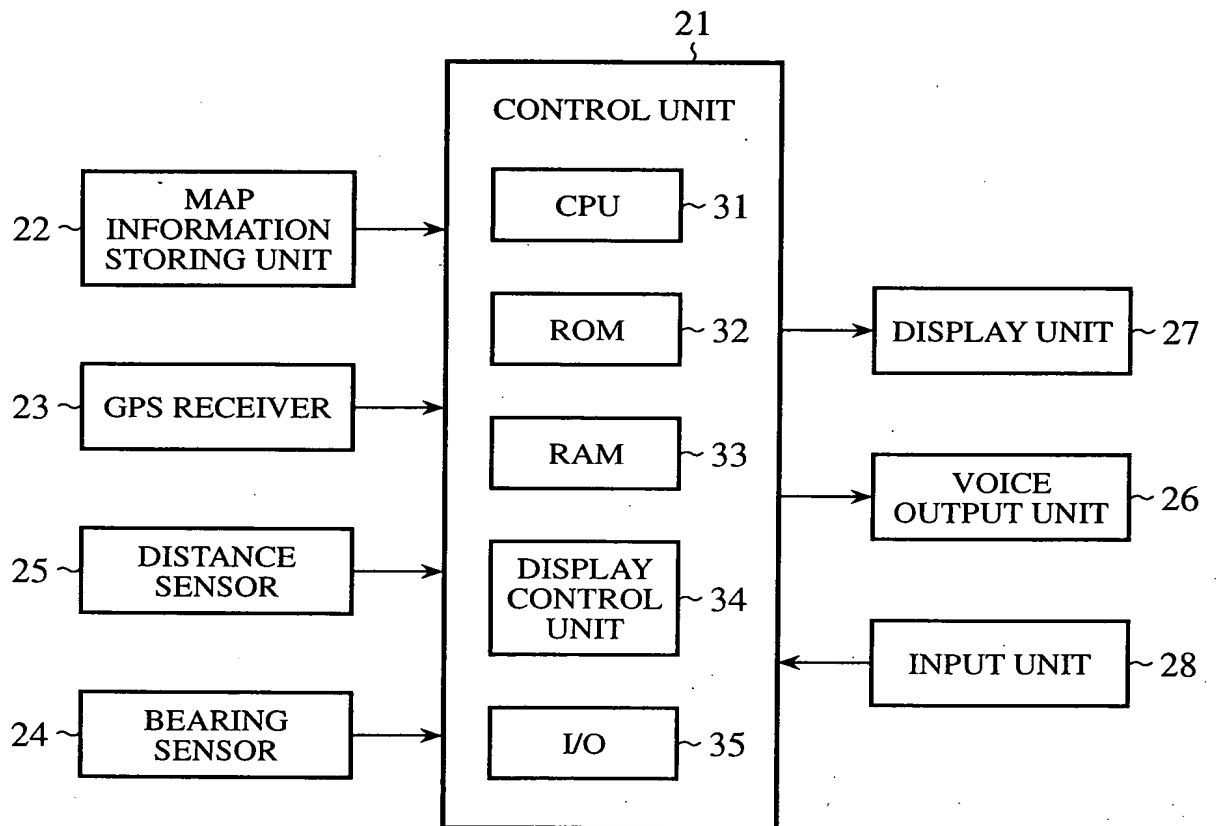 21
CONTROL UNIT
CPU
31
ROM
32
RAM
33
DISPLAY
CONTROL
UNIT
34
I/O
35
22
MAP
INFORMATION
STORING UNIT
23
GPS RECEIVER
25
DISTANCE
SENSOR
24
BEARING
SENSOR
DISPLAY UNIT
27
VOICE
OUTPUT UNIT
26
INPUT UNIT
28